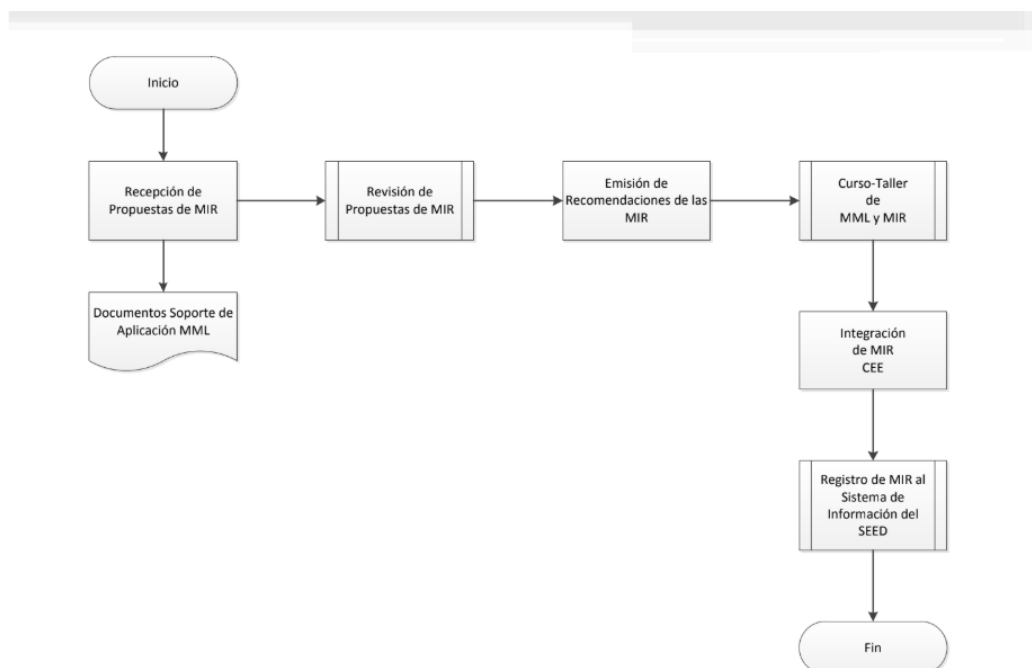 Inicio
Recepción de
Propuestas de MIR
Revisión de
Propuestas de MIR
Emisión de
Recomendaciones de las
MIR
Curso-Taller
de
MML y MIR
Documentos Soporte de
Aplicación MML
Integración
de MIR
CEE
Registro de MIR al
Sistema de
Información del
SEED
Fin